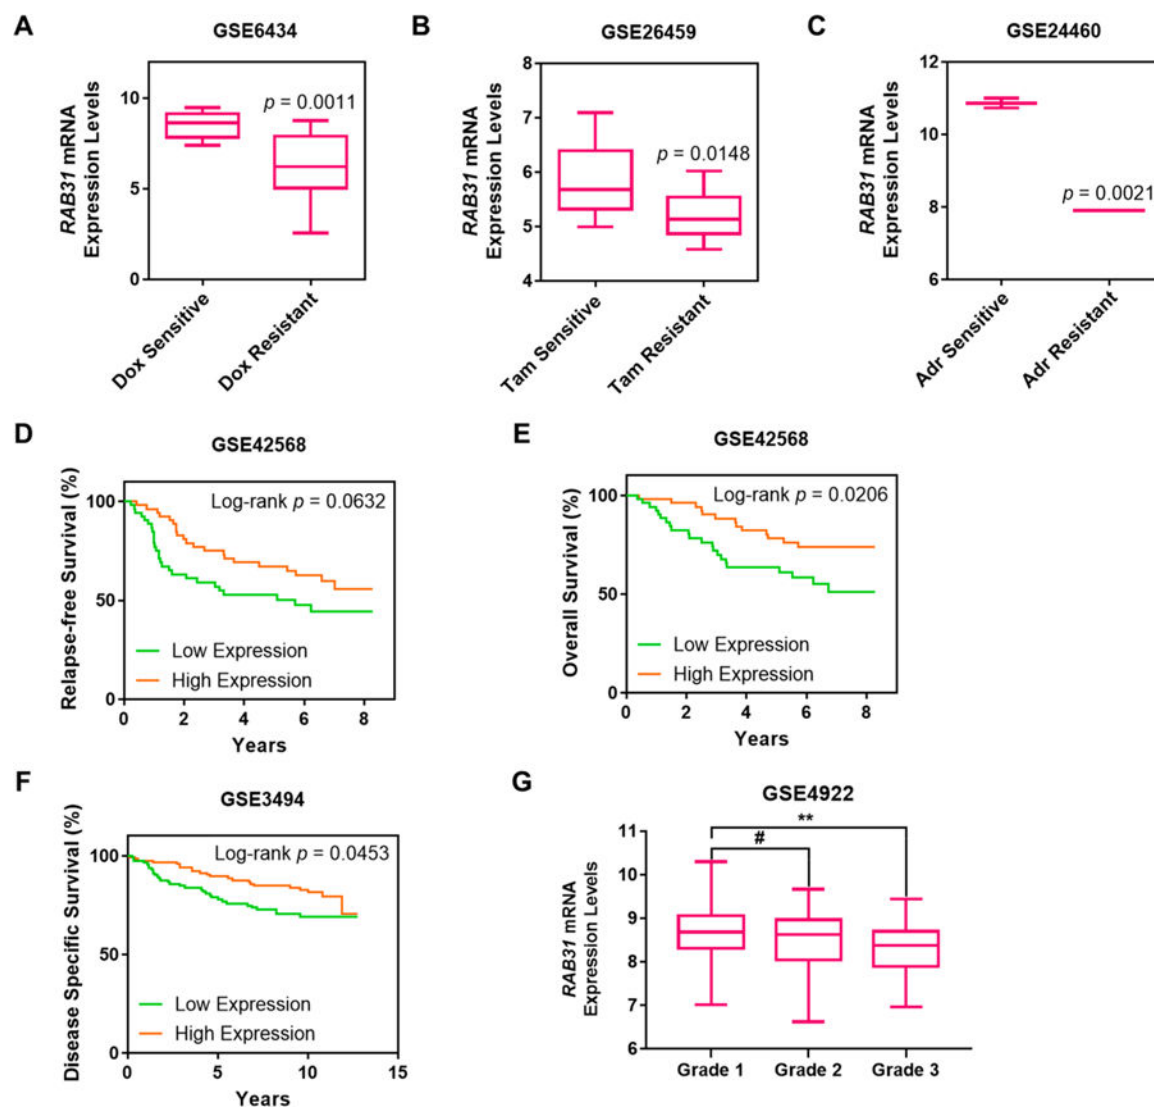 A
GSE6434
RAB31 mRNA
Expression Levels
10
5
0
p = 0.0011
Dox Sensitive
Dox Resistant
B
GSE26459
RAB31 mRNA
Expression Levels
8
7
6
5
4
p = 0.0148
Tam Sensitive
Tam Resistant
C
GSE24460
RAB31 mRNA
Expression Levels
12
10
8
6
p = 0.0021
Adr Sensitive
Adr Resistant
D
GSE42568
Relapse-free Survival (%)
100
50
0
Log-rank p = 0.0632
Low Expression
High Expression
0 2 4 6 8
Years
E
GSE42568
Overall Survival (%)
100
50
0
Log-rank p = 0.0206
Low Expression
High Expression
0 2 4 6 8
Years
F
GSE3494
Disease Specific Survival (%)
100
50
0
Log-rank p = 0.0453
Low Expression
High Expression
0 5 10 15
Years
G
GSE4922
RAB31 mRNA
Expression Levels
11
10
9
8
7
6
**
#
Grade 1 Grade 2 Grade 3